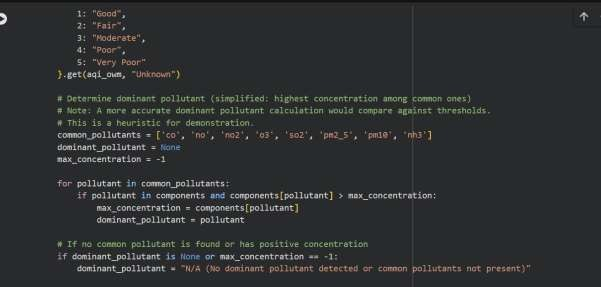 1: "Good",
2: "Fair",
3: "Moderate",
4: "Poor",
5: "Very Poor"
}.get(aqi_owm, "Unknown")
# Determine dominant pollutant (simplified: highest concentration among common ones)
# Note: A more accurate dominant pollutant calculation would compare against thresholds.
# This is a heuristic for demonstration.
common_pollutants = ['co', 'no', 'no2', 'o3', 'so2', 'pm2_5', 'pm10', 'nh3']
dominant_pollutant = None
max_concentration = -1
for pollutant in common_pollutants:
if pollutant in components and components[pollutant] > max_concentration:
max_concentration = components[pollutant]
dominant_pollutant = pollutant
# If no common pollutant is found or has positive concentration
if dominant_pollutant is None or max_concentration == -1:
dominant_pollutant = "N/A (No dominant pollutant detected or common pollutants not present)"